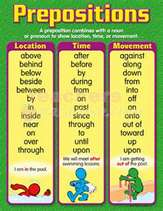 Prepositions
A preposition combines with a noun
or pronoun to show location, time, or movement.
Location
above
behind
below
beside
between
by
in
inside
near
on
over
through
I am in the pool.
Time
after
before
by
during
from
on
past
since
through
to
until
upon
We will meet after
swimming lessons.
Movement
against
along
down
from
into
off
on
onto
out of
toward
up
upon
I am getting
out of the pool.